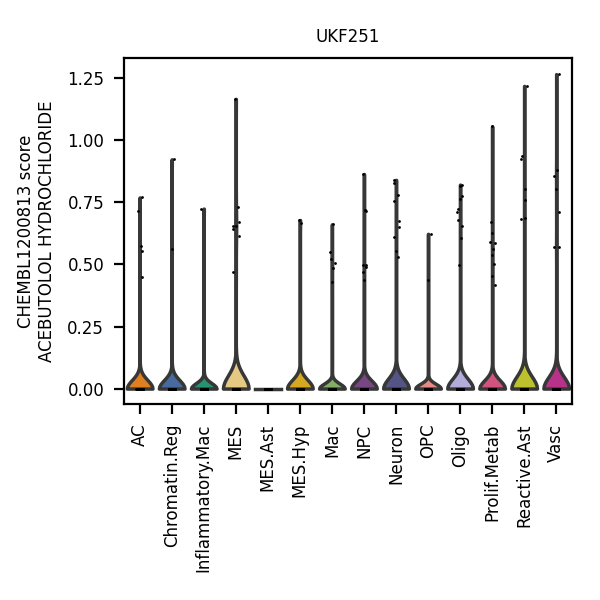 UKF251
CHEMBL1200813 score
ACEBUTOLOL HYDROCHLORIDE
1.25
1.00
0.75
0.50
0.25
0.00
AC
Chromatin.Reg
Inflammatory.Mac
MES
MES.Ast
MES.Hyp
Mac
NPC
Neuron
OPC
Oligo
Prolif.Metab
Reactive.Ast
Vasc